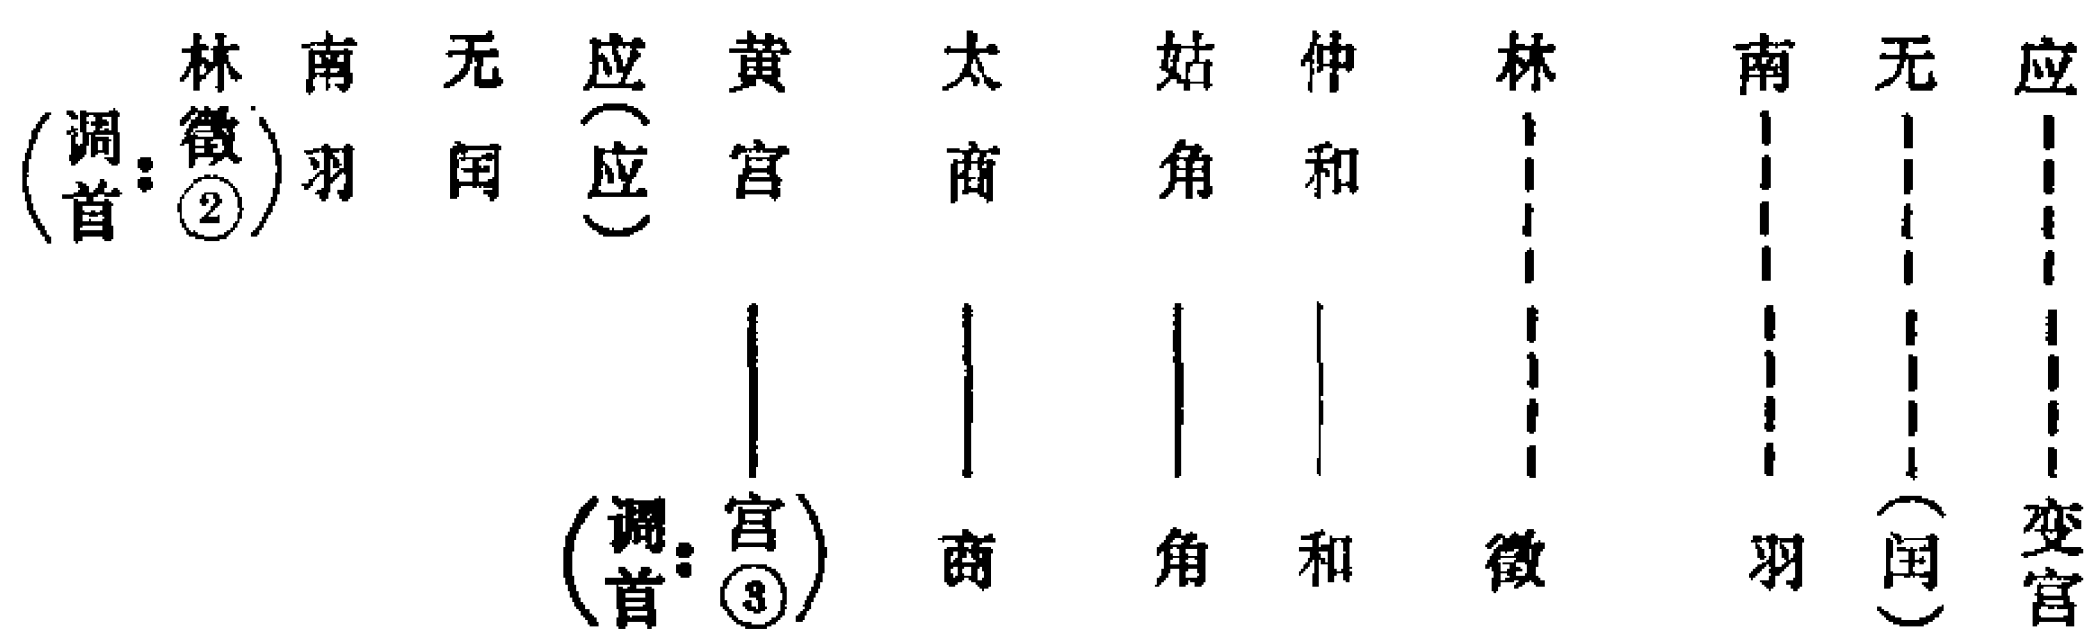 林 南 无 应 黄 太 姑 仲 林 南 无 应
(调首:徵②) 羽 闰 (应) 宫 商 角 和
(调首:宫③) 商 角 和 徵 羽 (闰) 变宫